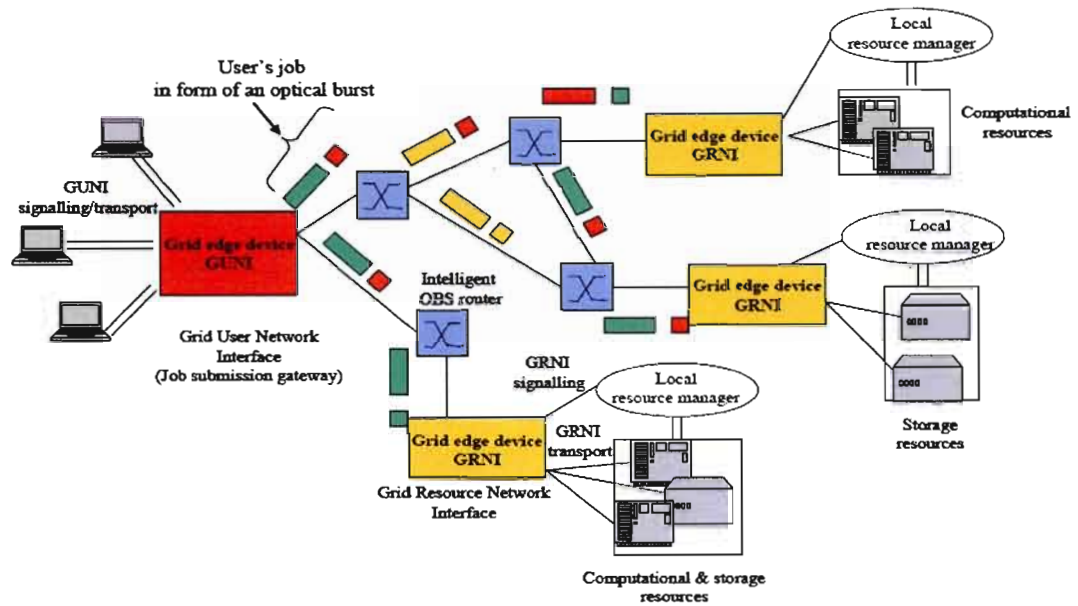 Local
resource manager
User's job
in form of an optical burst
Computational
resources
Grid edge device
GRNI
GUNI
signalling/transport
Grid edge device
GUNI
Local
resource manager
Intelligent
OBS router
Grid edge device
GRNI
Grid User Network
Interface
(Job submission gateway)
GRNI
signalling
Local
resource manager
Storage
resources
Grid edge device
GRNI
GRNI
transport
Grid Resource Network
Interface
Computational & storage
resources